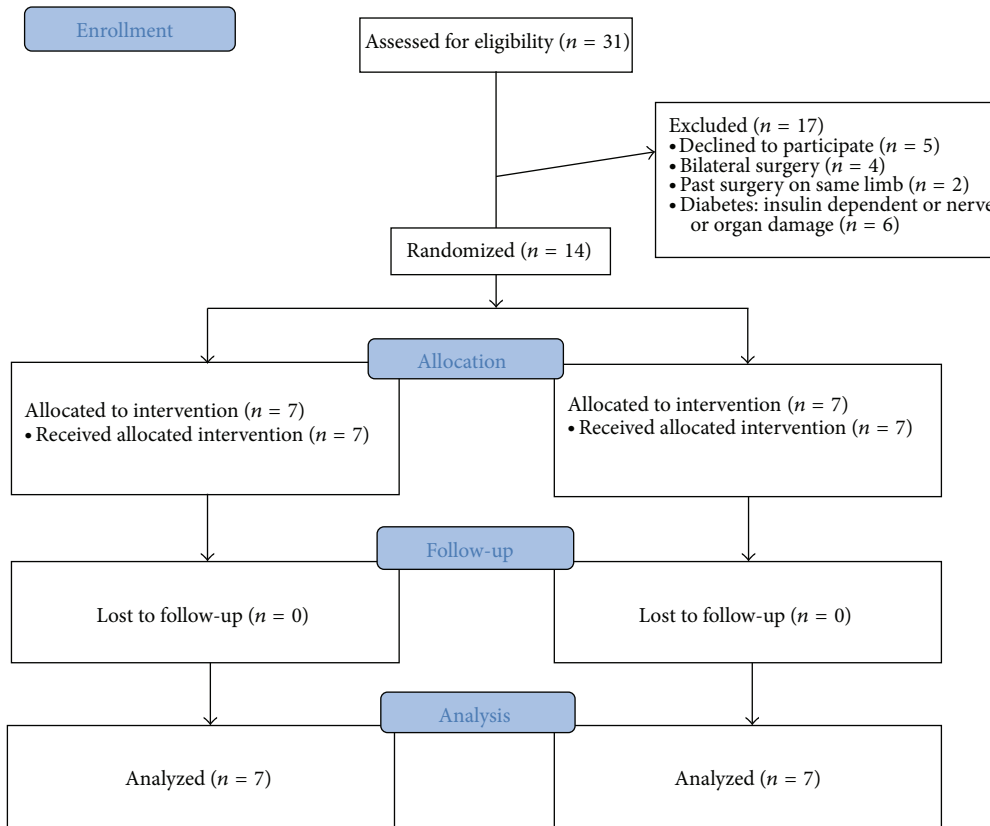 Enrollment
Assessed for eligibility (n = 31)
Excluded (n = 17)
• Declined to participate (n = 5)
• Bilateral surgery (n = 4)
• Past surgery on same limb (n = 2)
• Diabetes: insulin dependent or nerve
or organ damage (n = 6)
Randomized (n = 14)
Allocation
Allocated to intervention (n = 7)
• Received allocated intervention (n = 7)
Allocated to intervention (n = 7)
• Received allocated intervention (n = 7)
Follow-up
Lost to follow-up (n = 0)
Lost to follow-up (n = 0)
Analysis
Analyzed (n = 7)
Analyzed (n = 7)